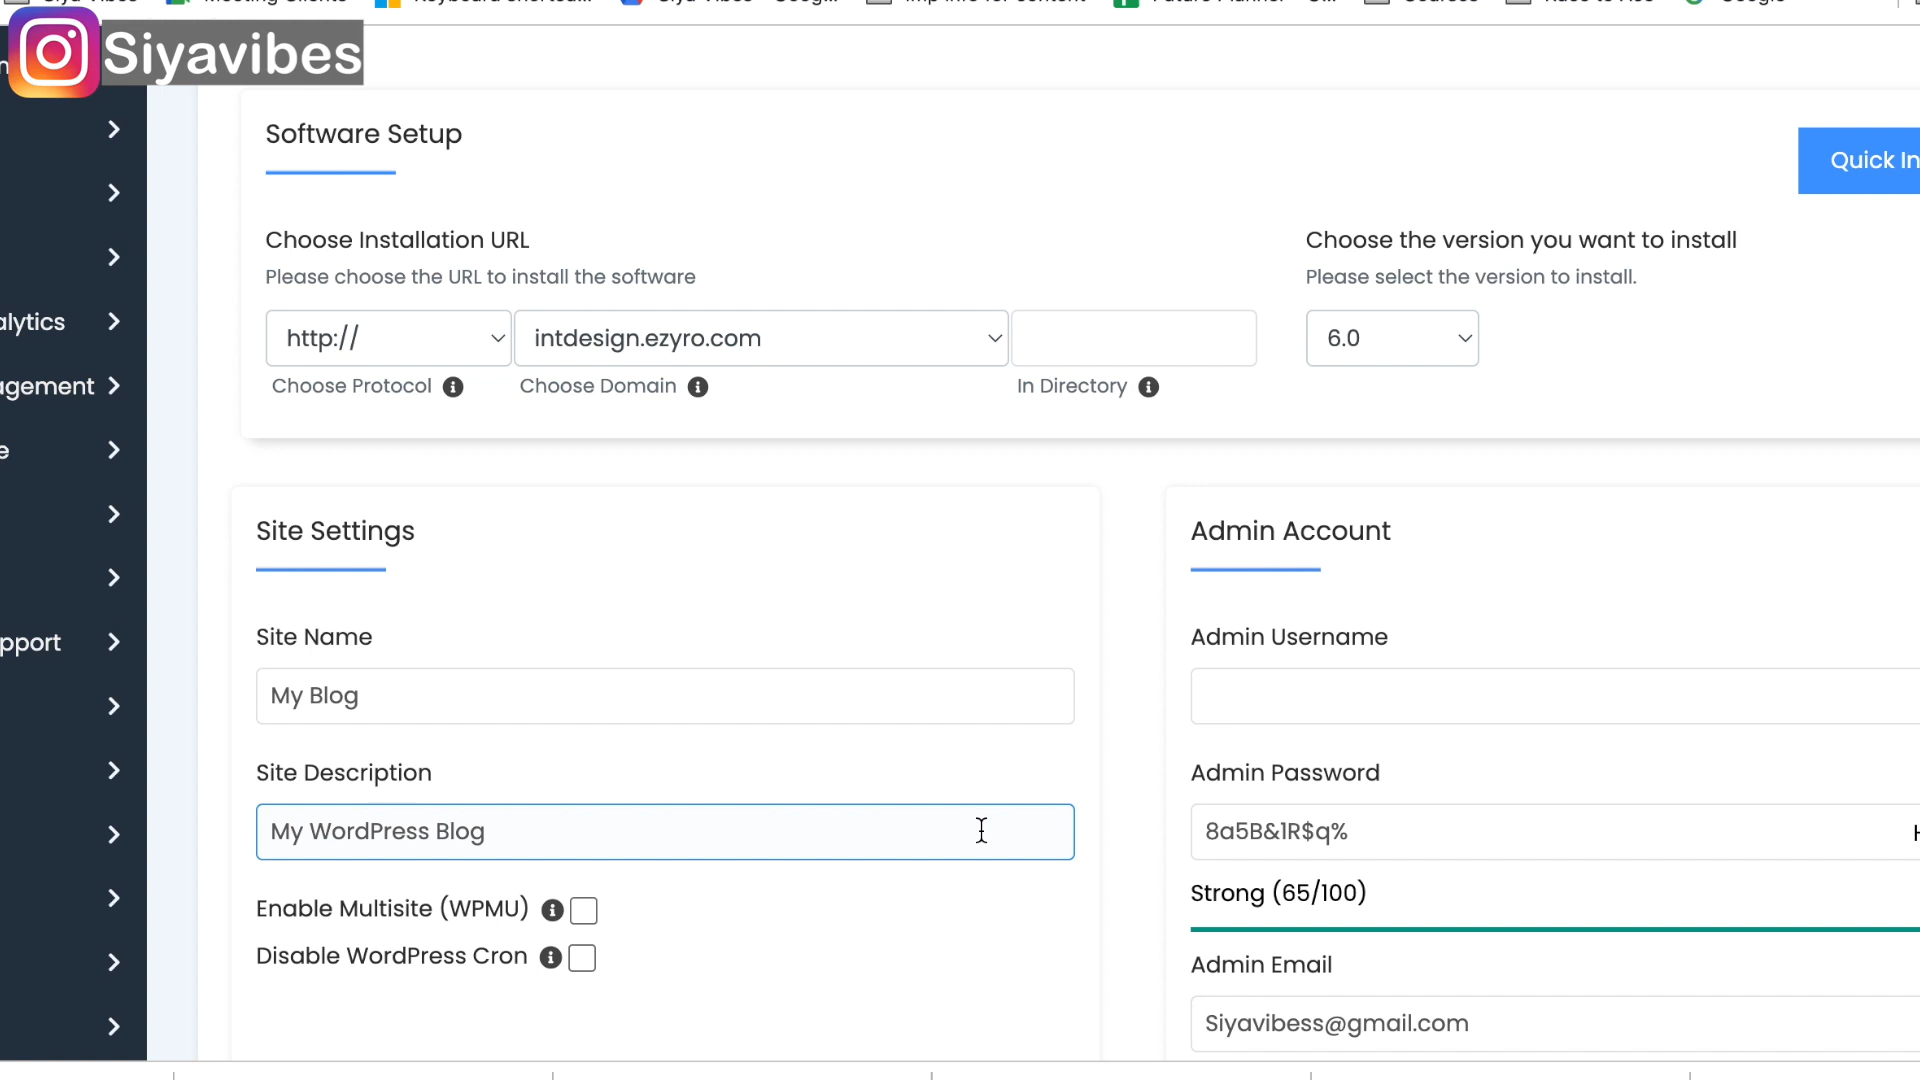 Siyavibes
Software Setup
Quick In
Choose Installation URL
Please choose the URL to install the software
Choose the version you want to install
Please select the version to install.
http://
intdesign.ezyro.com
6.0
Choose Protocol
Choose Domain
In Directory
alytics
agement
e
pport
Site Settings
Site Name
My Blog
Site Description
My WordPress Blog
Enable Multisite (WPMU)
Disable WordPress Cron
Admin Account
Admin Username
Admin Password
8a5B&1R$q%
Strong (65/100)
Admin Email
Siyavibess@gmail.com